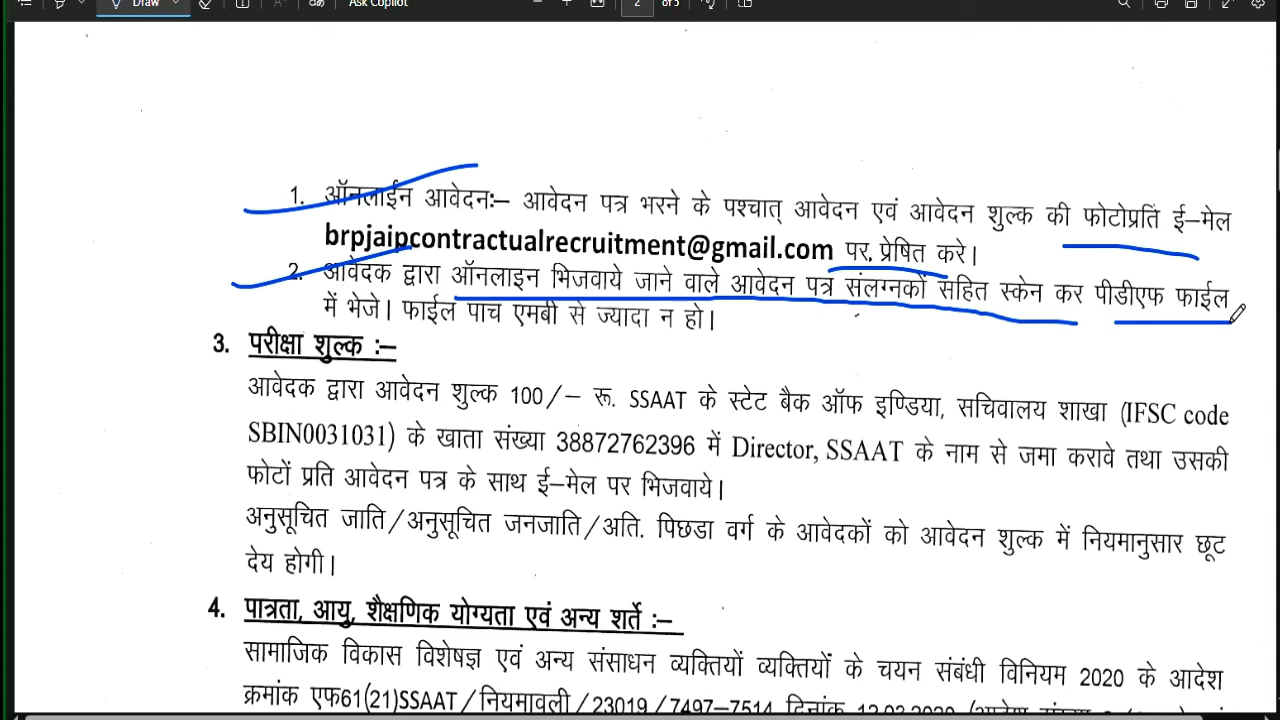 Draw
Ask Copilot
2 of 5
1. ऑनलाईन आवेदनः– आवेदन पत्र भरने के पश्चात् आवेदन एवं आवेदन शुल्क की फोटोप्रति ई–मेल
brpjaipcontractualrecruitment@gmail.com पर प्रेषित करे।
2. आवेदक द्वारा ऑनलाइन भिजवाये जाने वाले आवेदन पत्र संलग्नकों सहित स्केन कर पीडीएफ फाईल
में भेजे। फाईल पाच एमबी से ज्यादा न हो।
3. परीक्षा शुल्क :–
आवेदक द्वारा आवेदन शुल्क 100/– रू. SSAAT के स्टेट बैक ऑफ इण्डिया, सचिवालय शाखा (IFSC code
SBIN0031031) के खाता संख्या 38872762396 में Director, SSAAT के नाम से जमा करावे तथा उसकी
फोटों प्रति आवेदन पत्र के साथ ई–मेल पर भिजवाये।
अनुसूचित जाति/अनुसूचित जनजाति/अति. पिछडा वर्ग के आवेदकों को आवेदन शुल्क में नियमानुसार छूट
देय होगी।
4. पात्रता, आयु, शैक्षणिक योग्यता एवं अन्य शर्ते :–
सामाजिक विकास विशेषज्ञ एवं अन्य संसाधन व्यक्तियों व्यक्तियों के चयन संबंधी विनियम 2020 के आदेश
क्रमांक एफ61(21)SSAAT/नियमावली/23019/7497–7514 दिनांक